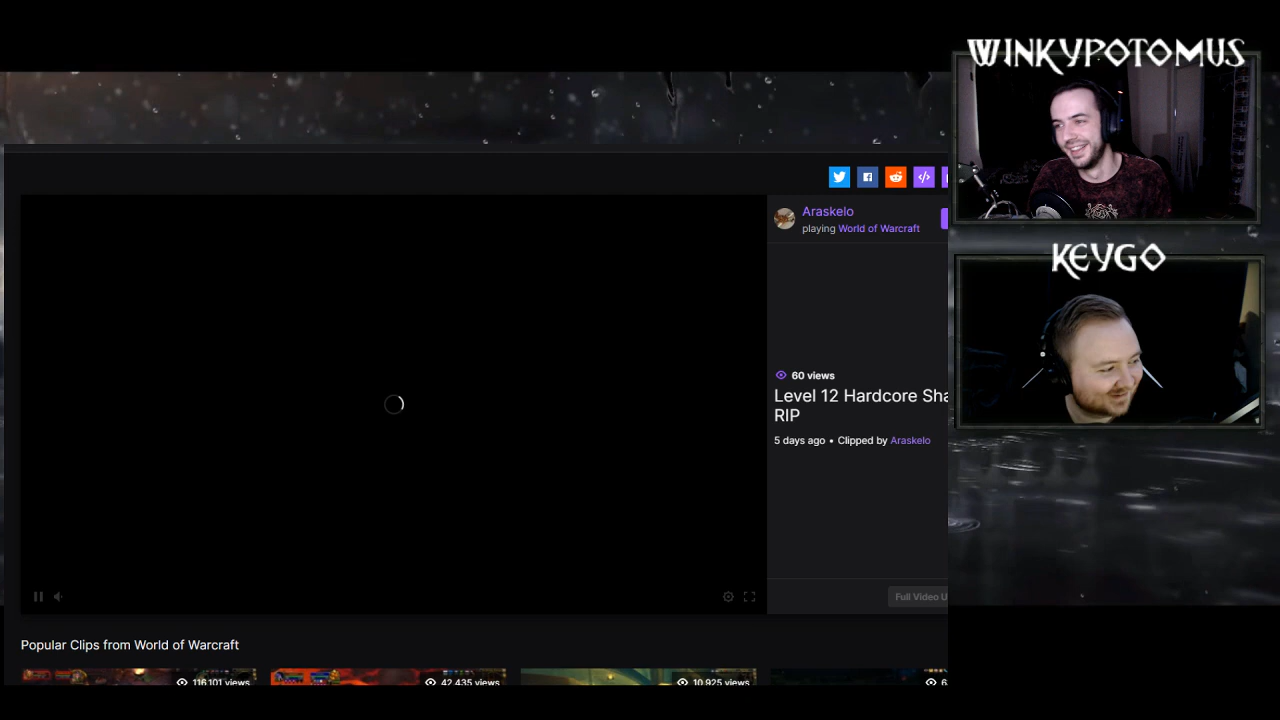 WINKYPOTOMUS
KEYGO
Araskelo
playing World of Warcraft
60 views
Level 12 Hardcore Sha
RIP
5 days ago • Clipped by Araskelo
Full Video U
Popular Clips from World of Warcraft
116,101 views
42,435 views
10,925 views